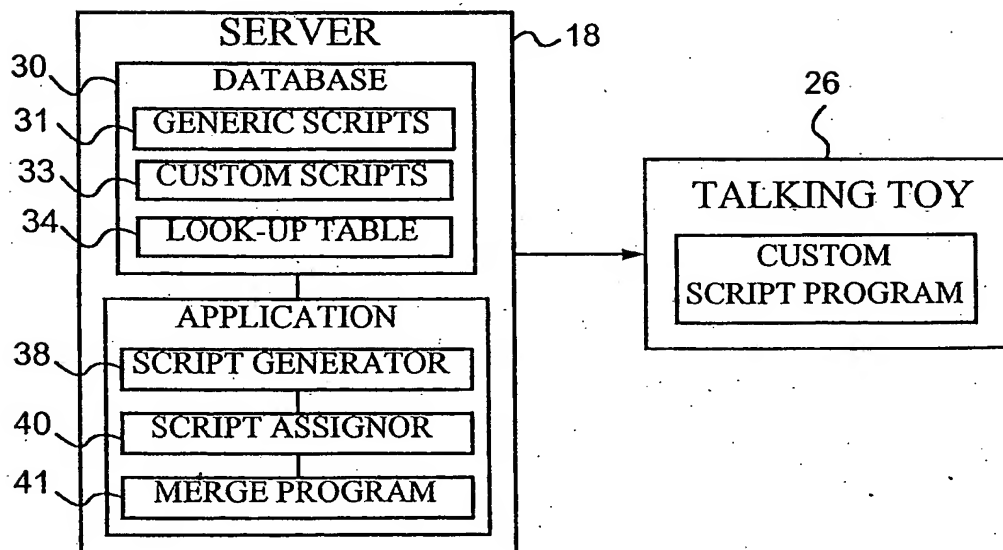 SERVER
18
30
DATABASE
31
GENERIC SCRIPTS
33
CUSTOM SCRIPTS
34
LOOK-UP TABLE
APPLICATION
38
SCRIPT GENERATOR
40
SCRIPT ASSIGNOR
41
MERGE PROGRAM
26
TALKING TOY
CUSTOM
SCRIPT PROGRAM